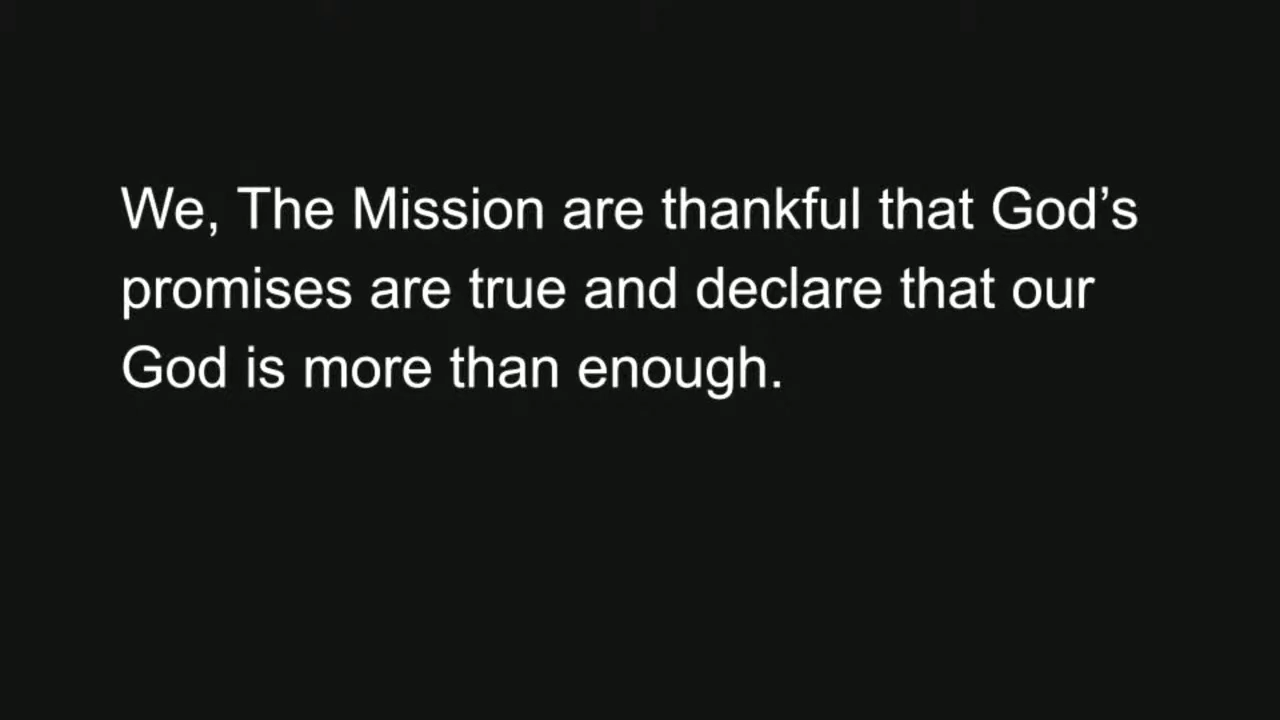 We, The Mission are thankful that God’s
promises are true and declare that our
God is more than enough.